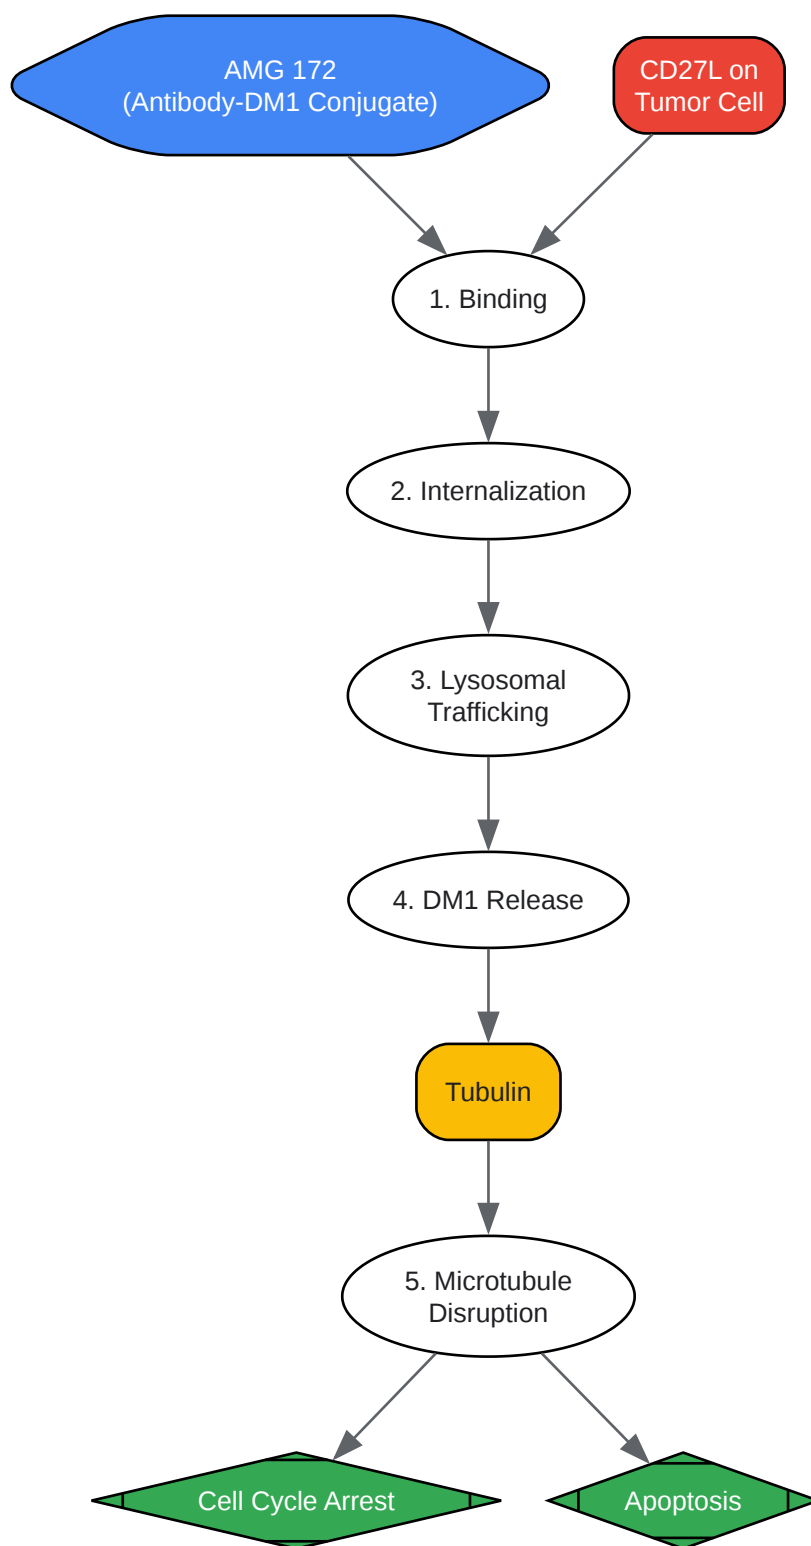 AMG 172
(Antibody-DM1 Conjugate)
CD27L on
Tumor Cell
1. Binding
2. Internalization
3. Lysosomal
Trafficking
4. DM1 Release
Tubulin
5. Microtubule
Disruption
Cell Cycle Arrest
Apoptosis